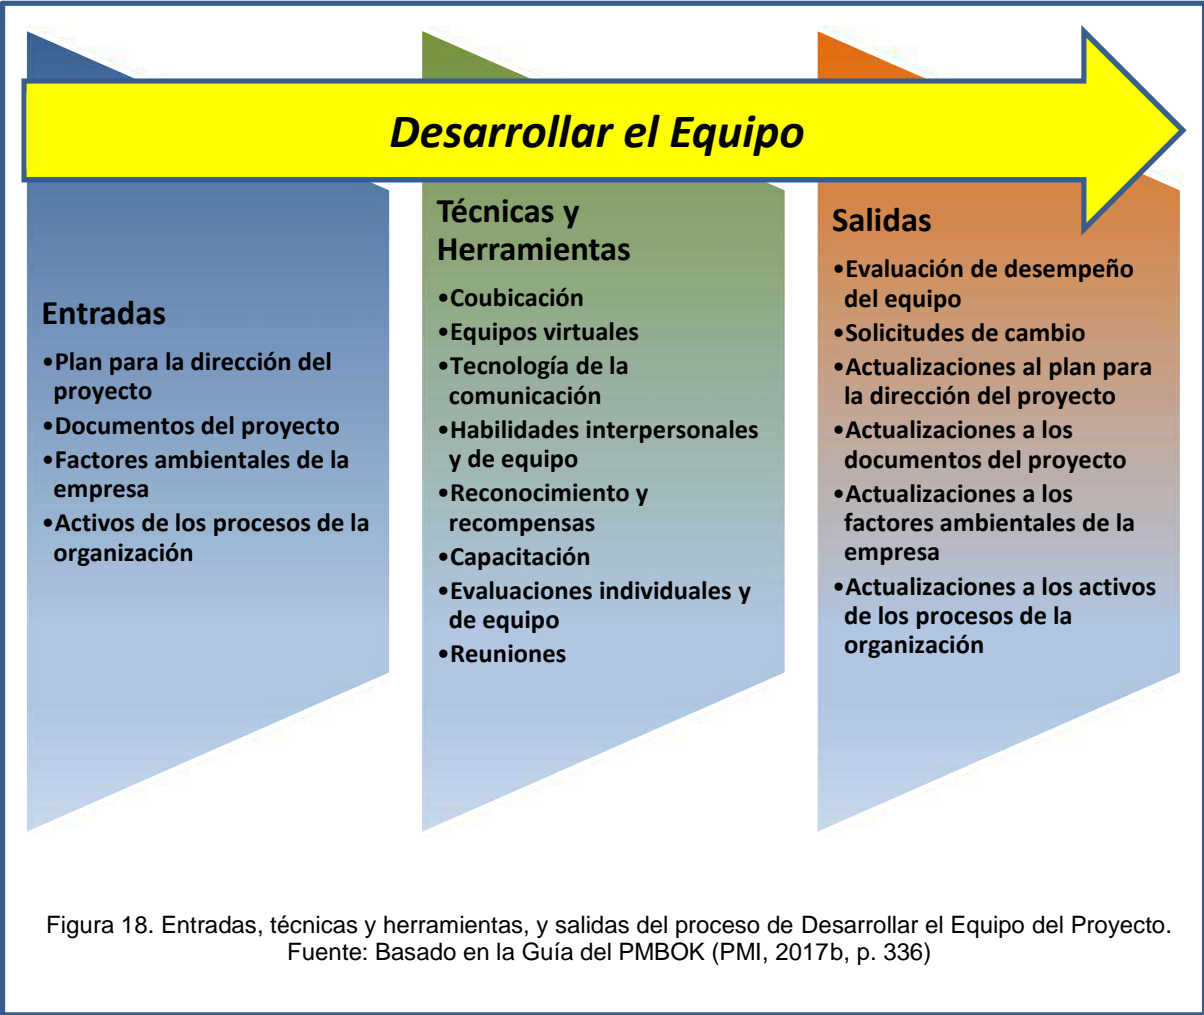 Desarrollar el Equipo
Entradas
•Plan para la dirección del
proyecto
•Documentos del proyecto
•Factores ambientales de la
empresa
•Activos de los procesos de la
organización
Técnicas y
Herramientas
•Coubicación
•Equipos virtuales
•Tecnología de la
comunicación
•Habilidades interpersonales
y de equipo
•Reconocimiento y
recompensas
•Capacitación
•Evaluaciones individuales y
de equipo
•Reuniones
Salidas
•Evaluación de desempeño
del equipo
•Solicitudes de cambio
•Actualizaciones al plan para
la dirección del proyecto
•Actualizaciones a los
documentos del proyecto
•Actualizaciones a los
factores ambientales de la
empresa
•Actualizaciones a los activos
de los procesos de la
organización
Figura 18. Entradas, técnicas y herramientas, y salidas del proceso de Desarrollar el Equipo del Proyecto.
Fuente: Basado en la Guía del PMBOK (PMI, 2017b, p. 336)